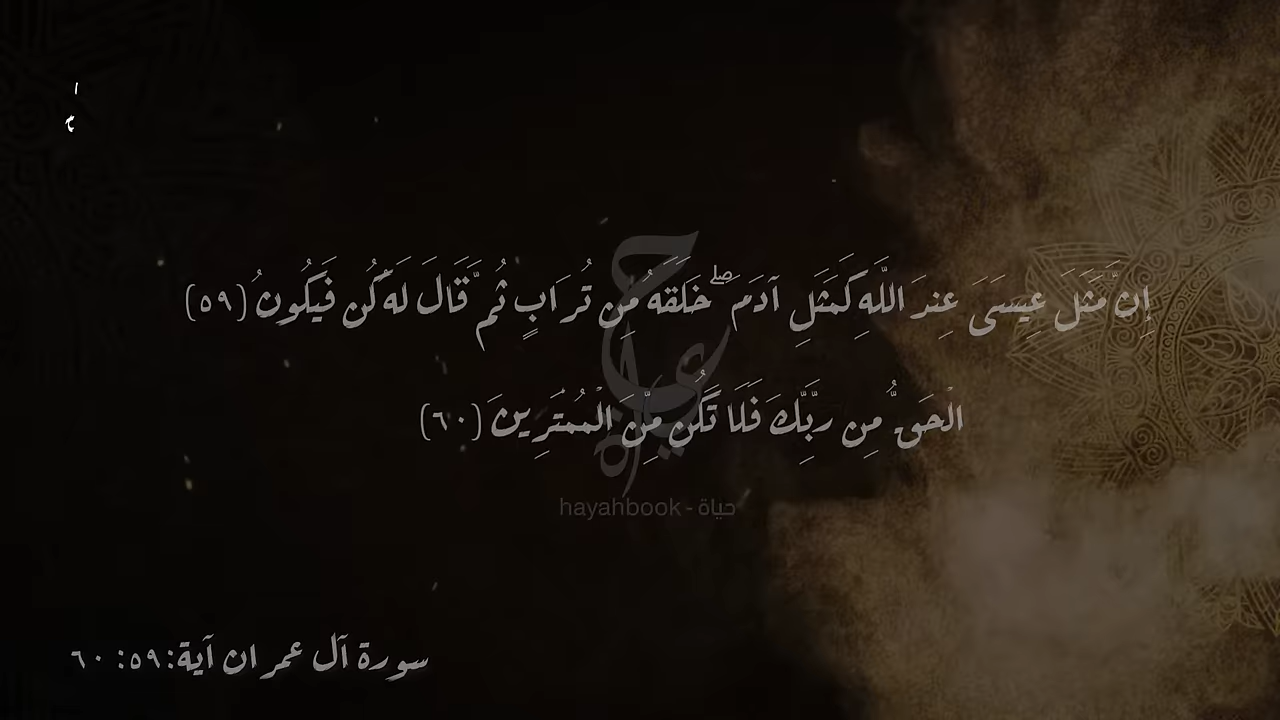 إِنَّ مَثَلَ عِيسَىٰ عِندَ اللَّهِ كَمَثَلِ آدَمَ ۖ خَلَقَهُ مِن تُرَابٍ ثُمَّ قَالَ لَهُ كُن فَيَكُونُ (٥٩)
الْحَقُّ مِن رَّبِّكَ فَلَا تَكُن مِّنَ الْمُمْتَرِينَ (٦٠)
hayahbook - حياة
سورة آل عمران آية: ٥٩: ٦٠